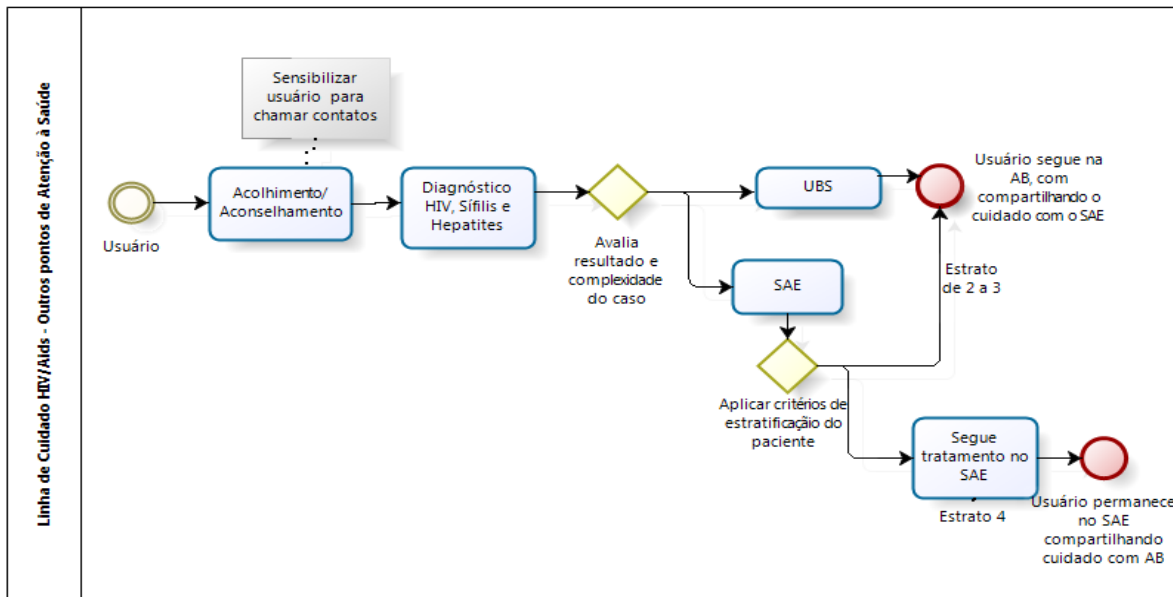 Linha de Cuidado HIV/Aids - Outros pontos de Atenção à Saúde
Sensibilizar
usuário para
chamar contatos
Usuário
Acolhimento/
Aconselhamento
Diagnóstico
HIV, Sífilis e
Hepatites
Avalia
resultado e
complexidade
do caso
UBS
Usuário segue na
AB, com
compartilhando o
cuidado com o SAE
SAE
Estrato
de 2 a 3
Aplicar critérios de
estratificação do
paciente
Segue
tratamento no
SAE
Estrato 4
Usuário permanece
no SAE
compartilhando
cuidado com AB